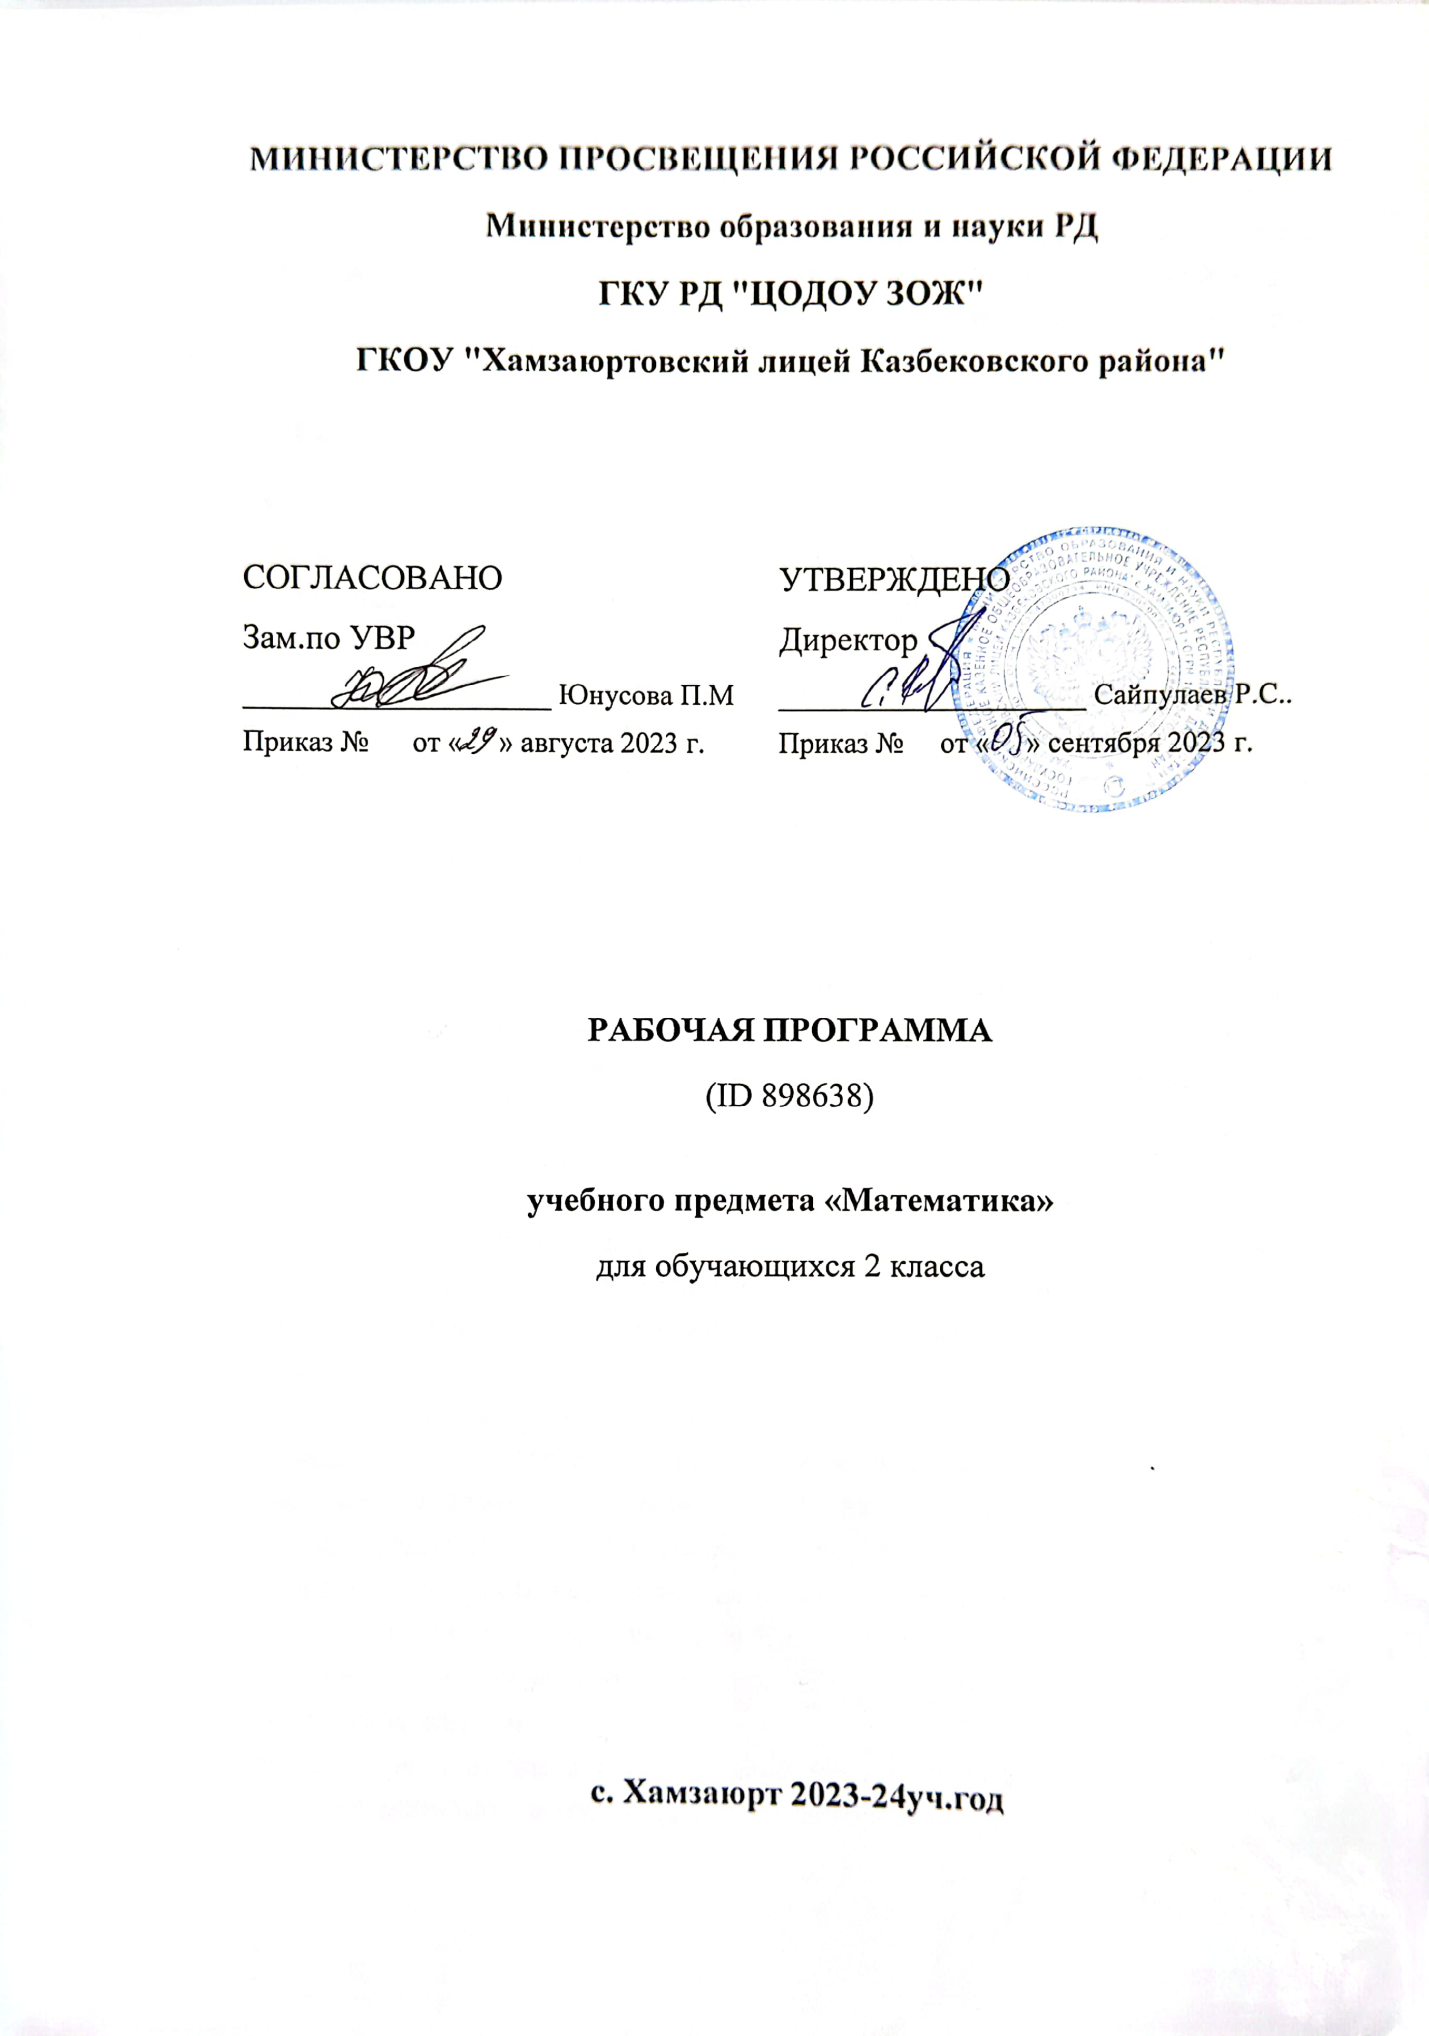 МИНИСТЕРСТВО ПРОСВЕЩЕНИЯ РОССИЙСКОЙ ФЕДЕРАЦИИ
Министерство образования и науки РД
ГКУ РД "ЦОДОУ ЗОЖ"
ГКОУ "Хамзаюртовский лицей Казбековского района"
СОГЛАСОВАНО
Зам.по УВР
Юнусова П.М
Приказ № от «29» августа 2023 г.
УТВЕРЖДЕНО
Директор
Сайпулаев Р.С..
Приказ № от «05» сентября 2023 г.
РАБОЧАЯ ПРОГРАММА
(ID 898638)
учебного предмета «Математика»
для обучающихся 2 класса
с. Хамзаюрт 2023-24уч.год